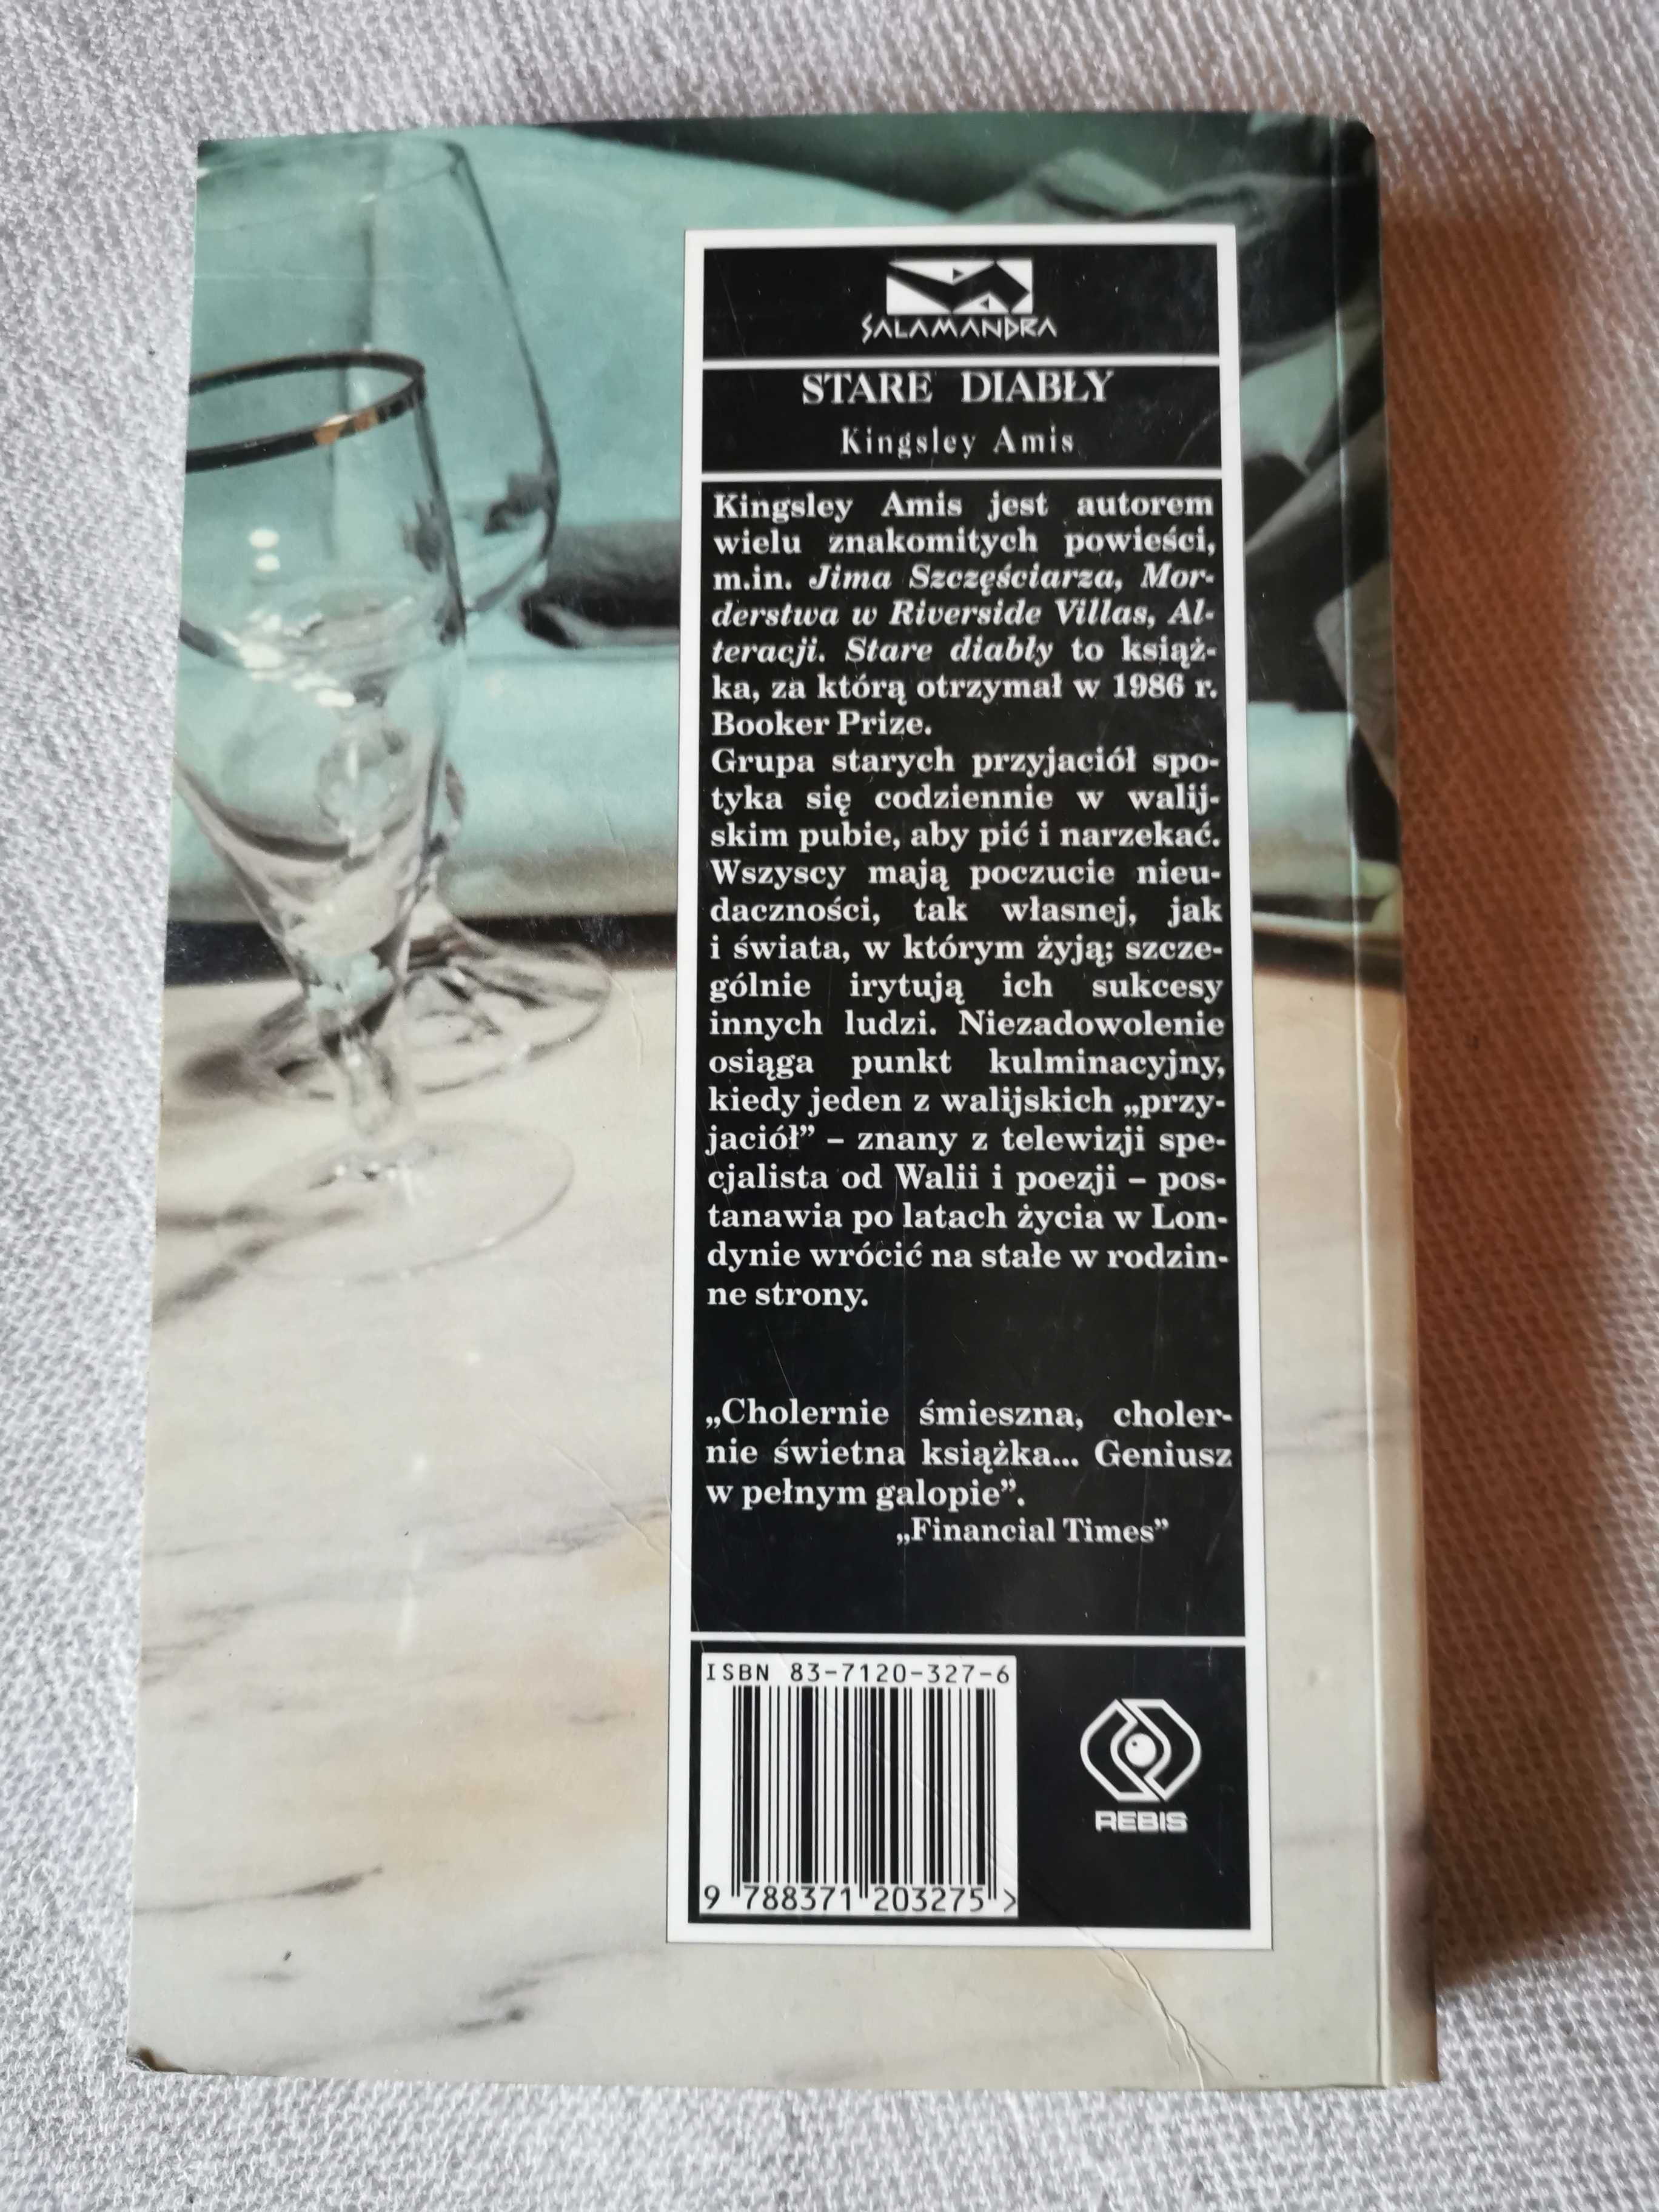 SALAMANDRA
STARE DIABŁY
Kingsley Amis
Kingsley Amis jest autorem
wielu znakomitych powieści,
m.in. Jima Szczęściarza, Mor-
derstwa w Riverside Villas, Al-
teracji. Stare diabły to książ-
ka, za którą otrzymał w 1986 r.
Booker Prize.
Grupa starych przyjaciół spo-
tyka się codziennie w walij-
skim pubie, aby pić i narzekać.
Wszyscy mają poczucie nieu-
daczności, tak własnej, jak
i świata, w którym żyją; szcze-
gólnie irytują ich sukcesy
innych ludzi. Niezadowolenie
osiąga punkt kulminacyjny,
kiedy jeden z walijskich „przy-
jaciół” – znany z telewizji spe-
cjalista od Walii i poezji – pos-
tanawia po latach życia w Lon-
dynie wrócić na stałe w rodzin-
ne strony.
„Cholernie śmieszna, choler-
nie świetna książka... Geniusz
w pełnym galopie”.
„Financial Times”
ISBN 83-7120-327-6
9 788371 203275 >
REBIS